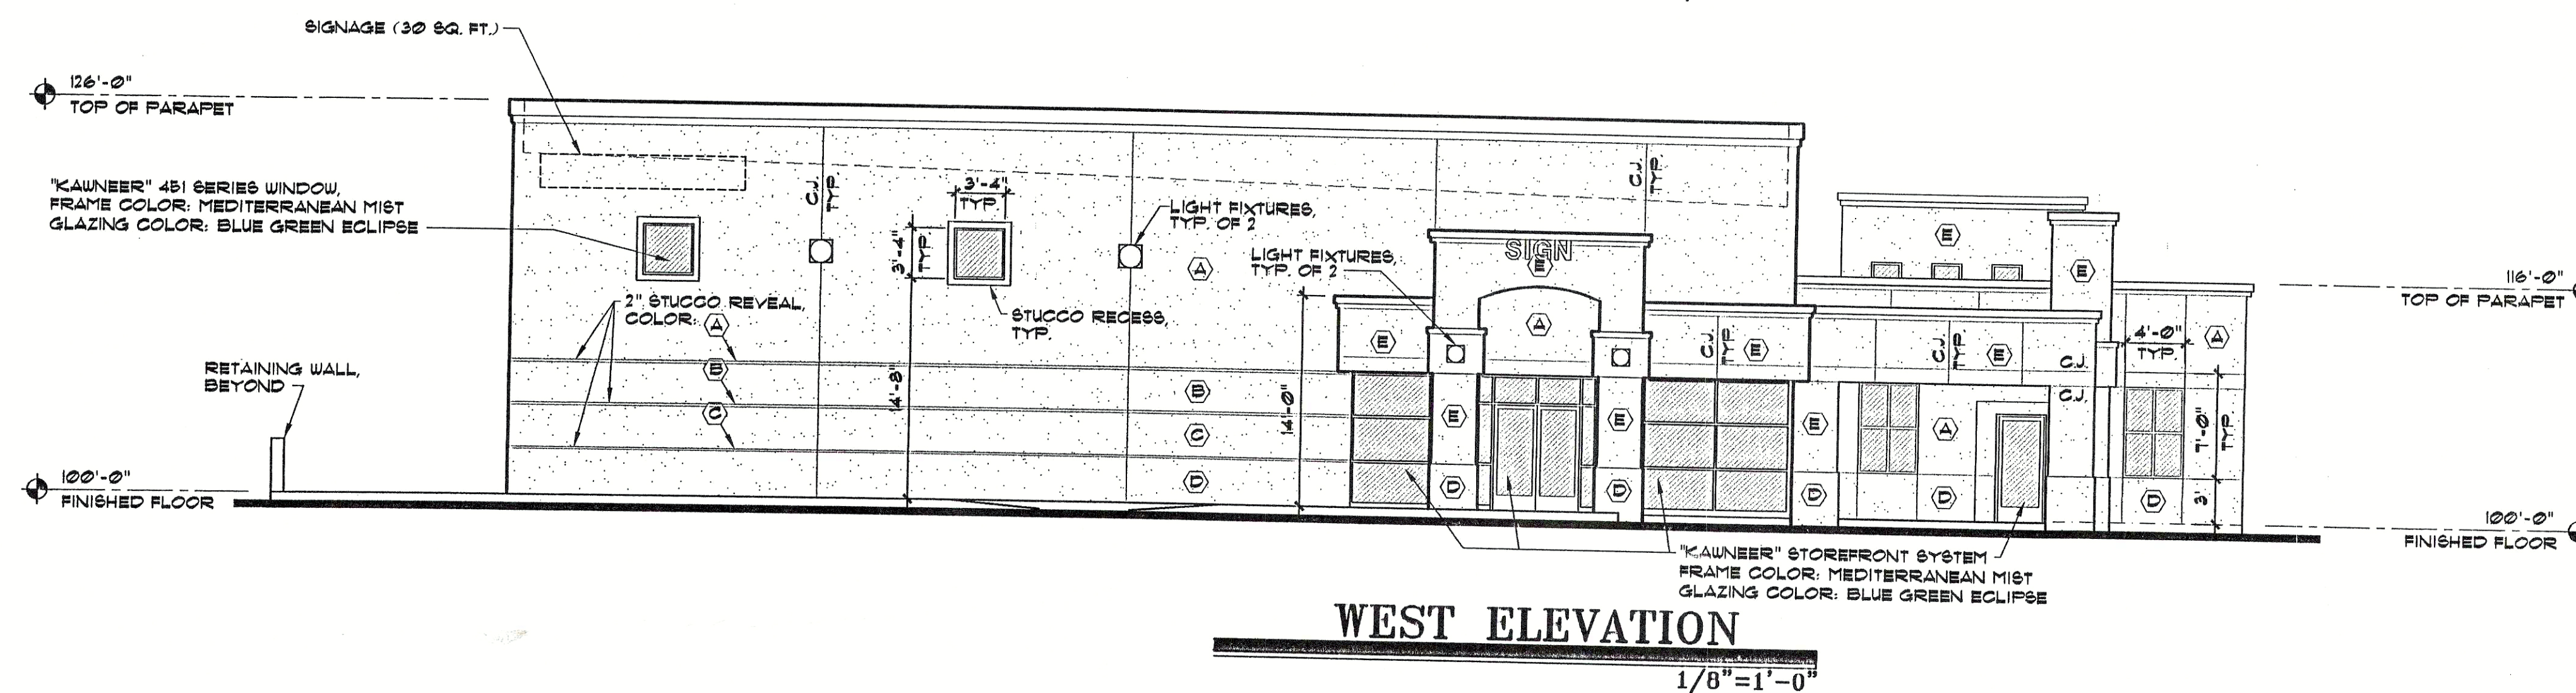 SIGNAGE (30 SQ. FT.)
126'-0"
TOP OF PARAPET
"KAWNEER" 451 SERIES WINDOW,
FRAME COLOR: MEDITERRANEAN MIST
GLAZING COLOR: BLUE GREEN ECLIPSE
C.J.
TYP.
3'-4"
TYP.
3'-4"
TYP.
LIGHT FIXTURES,
TYP. OF 2
LIGHT FIXTURES,
TYP. OF 2
C.J.
TYP.
SIGN
E
A
E
E
116'-0"
TOP OF PARAPET
2" STUCCO REVEAL,
COLOR:
A
B
C
STUCCO RECESS,
TYP.
RETAINING WALL,
BEYOND
14'-8"
14'-0"
B
C
D
E
A
E
D
C.J.
TYP.
E
E
D
E
D
C.J.
TYP.
E
A
D
C.J.
C.J.
4'-0"
TYP.
A
7'-0"
TYP.
3'
D
100'-0"
FINISHED FLOOR
100'-0"
FINISHED FLOOR
"KAWNEER" STOREFRONT SYSTEM
FRAME COLOR: MEDITERRANEAN MIST
GLAZING COLOR: BLUE GREEN ECLIPSE
WEST ELEVATION
1/8"=1'-0"